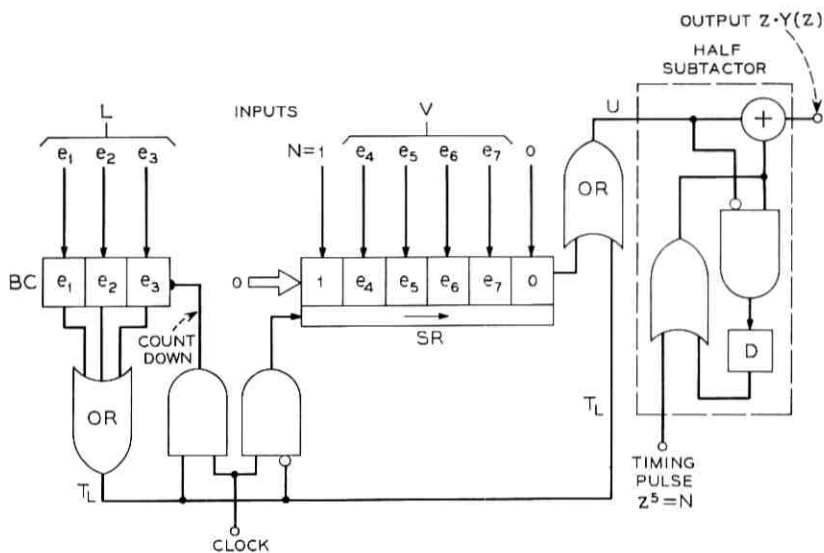 OUTPUT Z·Y(Z)
HALF
SUBTACTOR
L
INPUTS
V
U
e1 e2 e3
N=1 e4 e5 e6 e7 0
OR
+
BC e1 e2 e3
0 1 e4 e5 e6 e7 0
COUNT
DOWN
SR
D
OR
TL
TL
TIMING
PULSE
Z⁵=N
CLOCK